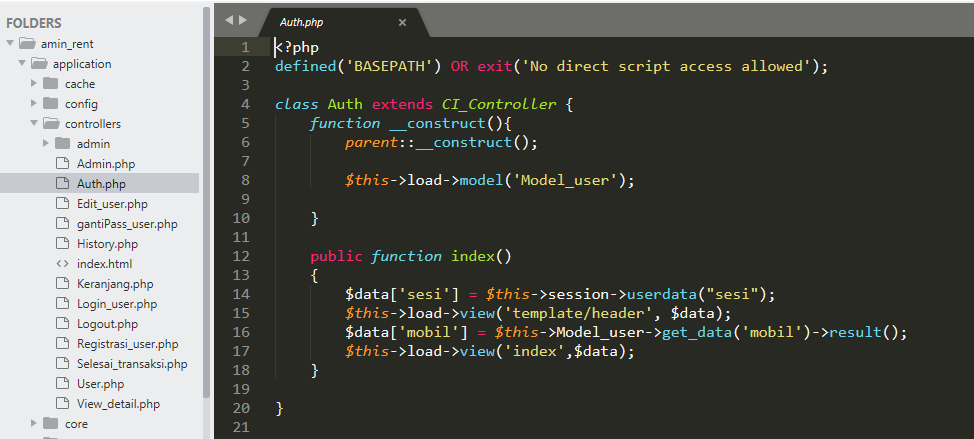 FOLDERS
amin_rent
application
cache
config
controllers
admin
Admin.php
Auth.php
Edit_user.php
gantiPass_user.php
History.php
index.html
Keranjang.php
Login_user.php
Logout.php
Registrasi_user.php
Selesai_transaksi.php
User.php
View_detail.php
core
Auth.php ×
1 <?php
2 defined('BASEPATH') OR exit('No direct script access allowed');
3
4 class Auth extends CI_Controller {
5     function __construct(){
6         parent::__construct();
7
8         $this->load->model('Model_user');
9
10     }
11
12     public function index()
13     {
14         $data['sesi'] = $this->session->userdata("sesi");
15         $this->load->view('template/header', $data);
16         $data['mobil'] = $this->Model_user->get_data('mobil')->result();
17         $this->load->view('index',$data);
18     }
19
20 }
21